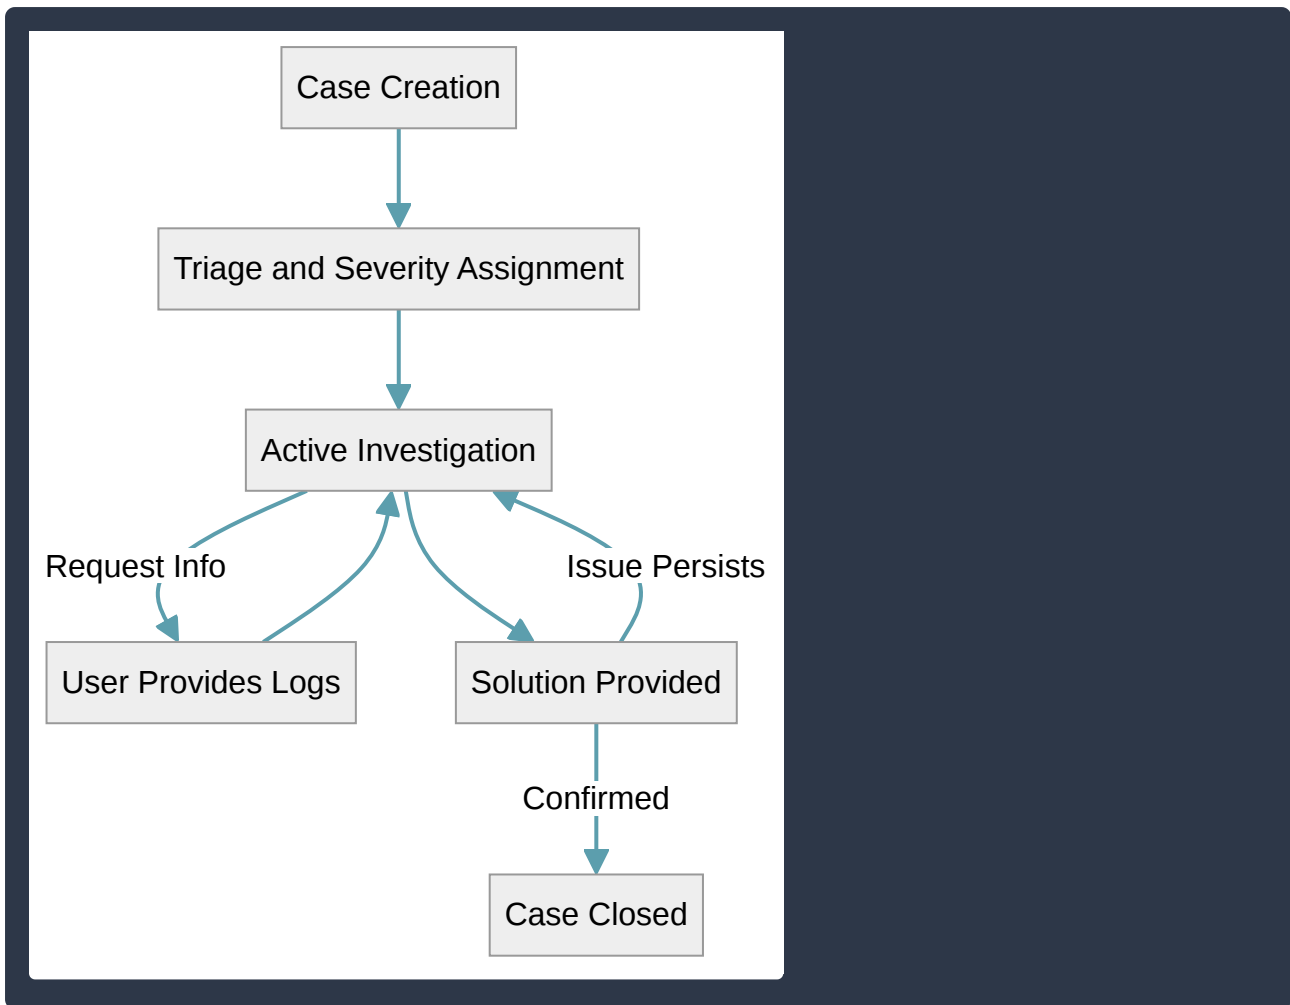 Case Creation
Triage and Severity Assignment
Active Investigation
Request Info
Issue Persists
User Provides Logs
Solution Provided
Confirmed
Case Closed